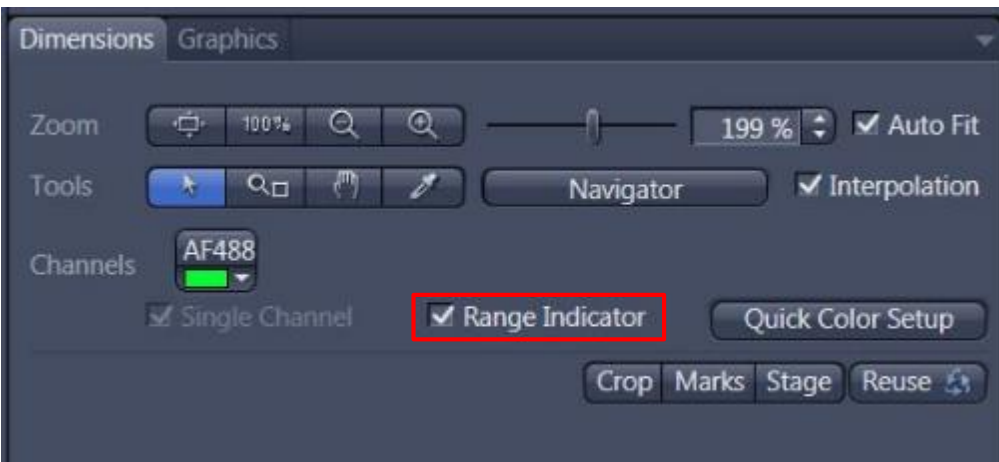 Dimensions Graphics
Zoom 100% 199 % Auto Fit
Tools Navigator Interpolation
Channels AF488
Single Channel Range Indicator Quick Color Setup
Crop Marks Stage Reuse